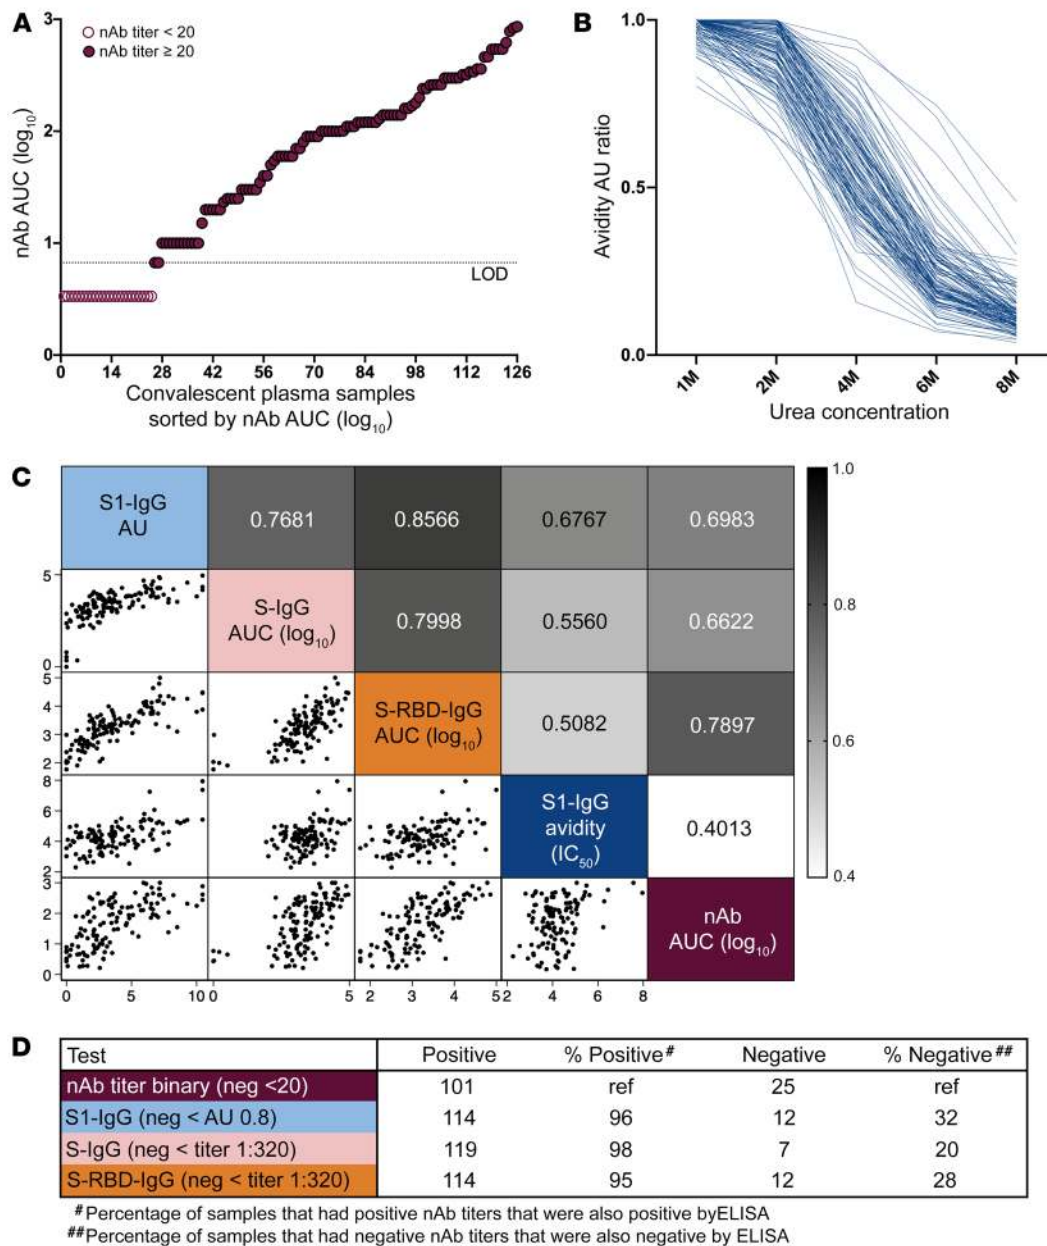 A
3
nAb titer < 20
nAb titer ≥ 20
2
nAb AUC (log10)
1
LOD
0
0 14 28 42 56 70 84 98 112 126
Convalescent plasma samples
sorted by nAb AUC (log10)
B
1.0
Avidity AU ratio
0.5
0.0
1M 2M 4M 6M 8M
Urea concentration
C
S1-IgG
AU
0.7681
0.8566
0.6767
0.6983
1.0
5
0
S-IgG
AUC (log10)
0.7998
0.5560
0.6622
0.8
5
4
3
2
S-RBD-IgG
AUC (log10)
0.5082
0.7897
0.6
8
6
4
2
S1-IgG
avidity
(IC50)
0.4013
0.4
3
2
1
0
nAb
AUC (log10)
0 5 10 0 5 2 3 4 5 2 4 6 8
D
Test Positive % Positive# Negative % Negative##
nAb titer binary (neg <20) 101 ref 25 ref
S1-IgG (neg < AU 0.8) 114 96 12 32
S-IgG (neg < titer 1:320) 119 98 7 20
S-RBD-IgG (neg < titer 1:320) 114 95 12 28
#Percentage of samples that had positive nAb titers that were also positive byELISA
##Percentage of samples that had negative nAb titers that were also negative by ELISA